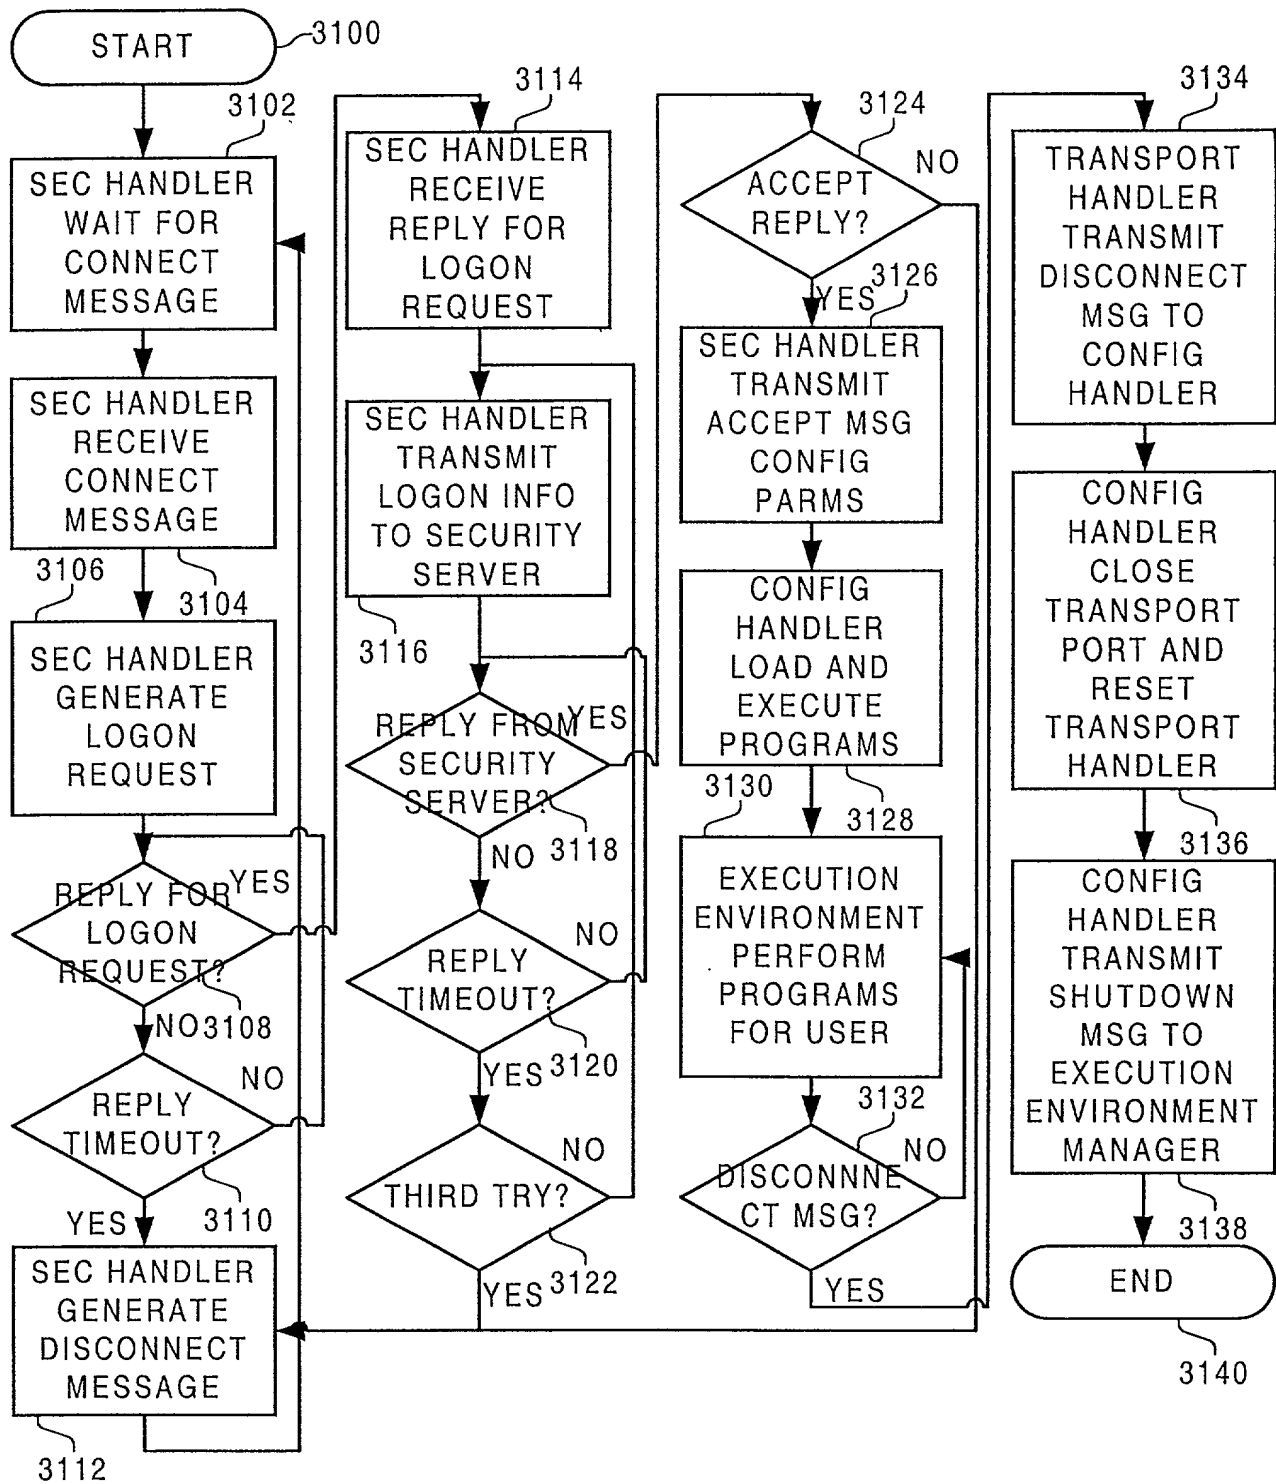 START
3100
3102
SEC HANDLER
WAIT FOR
CONNECT
MESSAGE
SEC HANDLER
RECEIVE
CONNECT
MESSAGE
3104
3106
SEC HANDLER
GENERATE
LOGON
REQUEST
REPLY FOR
LOGON
REQUEST?
YES
NO
3108
REPLY
TIMEOUT?
NO
YES
3110
SEC HANDLER
GENERATE
DISCONNECT
MESSAGE
3112
3114
SEC HANDLER
RECEIVE
REPLY FOR
LOGON
REQUEST
SEC HANDLER
TRANSMIT
LOGON INFO
TO SECURITY
SERVER
3116
REPLY FROM
SECURITY
SERVER?
YES
NO
3118
REPLY
TIMEOUT?
NO
YES
3120
THIRD TRY?
NO
YES
3122
3124
ACCEPT
REPLY?
NO
YES
3126
SEC HANDLER
TRANSMIT
ACCEPT MSG
CONFIG
PARMS
CONFIG
HANDLER
LOAD AND
EXECUTE
PROGRAMS
3128
3130
EXECUTION
ENVIRONMENT
PERFORM
PROGRAMS
FOR USER
3132
DISCONNNE
CT MSG?
NO
YES
3134
TRANSPORT
HANDLER
TRANSMIT
DISCONNECT
MSG TO
CONFIG
HANDLER
CONFIG
HANDLER
CLOSE
TRANSPORT
PORT AND
RESET
TRANSPORT
HANDLER
3136
CONFIG
HANDLER
TRANSMIT
SHUTDOWN
MSG TO
EXECUTION
ENVIRONMENT
MANAGER
3138
END
3140